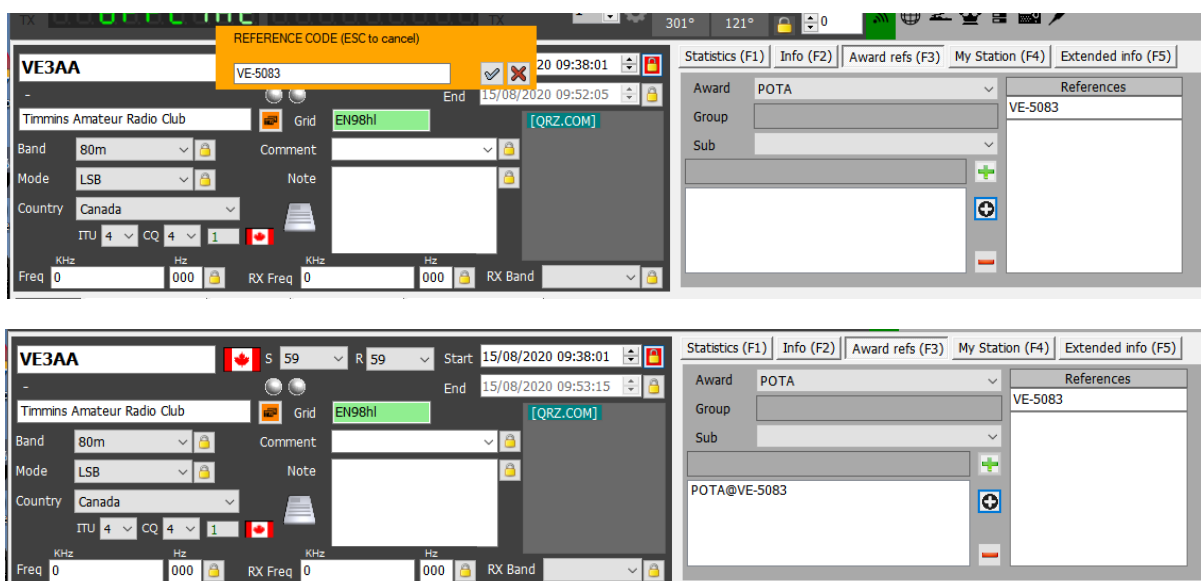 TX
TX
301° 121° 0
REFERENCE CODE (ESC to cancel)
VE-5083
VE3AA
20 09:38:01
-
End 15/08/2020 09:52:05
Timmins Amateur Radio Club
Grid EN98hl
[QRZ.COM]
Band 80m
Comment
Mode LSB
Note
Country Canada
ITU 4 CQ 4 1
KHz Hz KHz Hz
Freq 0 000 RX Freq 0 000 RX Band
Statistics (F1) Info (F2) Award refs (F3) My Station (F4) Extended info (F5)
Award POTA
Group
Sub
References
VE-5083
VE3AA
S 59 R 59 Start 15/08/2020 09:38:01
-
End 15/08/2020 09:53:15
Timmins Amateur Radio Club
Grid EN98hl
[QRZ.COM]
Band 80m
Comment
Mode LSB
Note
Country Canada
ITU 4 CQ 4 1
KHz Hz KHz Hz
Freq 0 000 RX Freq 0 000 RX Band
Statistics (F1) Info (F2) Award refs (F3) My Station (F4) Extended info (F5)
Award POTA
Group
Sub
POTA@VE-5083
References
VE-5083